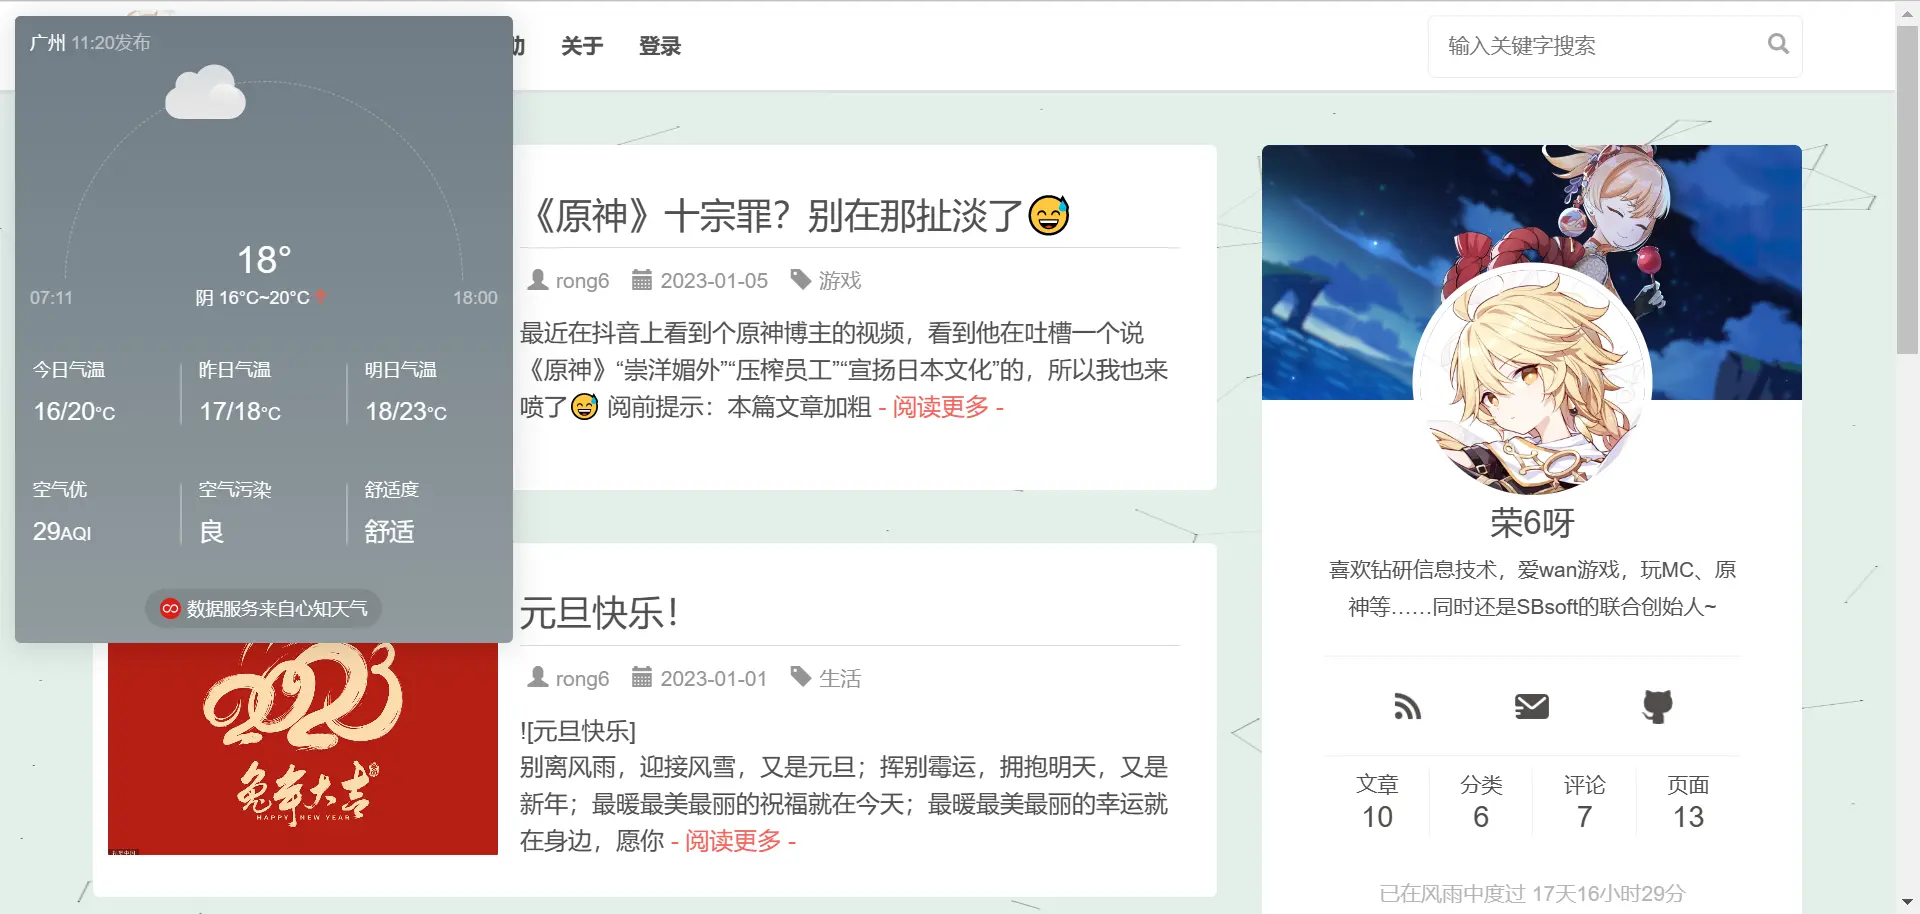 广州 11:20发布
18°
07:11
阴 16°C~20°C
18:00
今日气温
16/20°C
昨日气温
17/18°C
明日气温
18/23°C
空气优
29AQI
空气污染
良
舒适度
舒适
数据服务来自心知天气
助 关于 登录
输入关键字搜索
《原神》十宗罪？别在那扯淡了😅
rong6 2023-01-05 游戏
最近在抖音上看到个原神博主的视频，看到他在吐槽一个说
《原神》“崇洋媚外”“压榨员工”“宣扬日本文化”的，所以我也来
喷了😅 阅前提示：本篇文章加粗 - 阅读更多 -
2023
兔年大吉
HAPPY NEW YEAR
元旦快乐！
rong6 2023-01-01 生活
![元旦快乐]
别离风雨，迎接风雪，又是元旦；挥别霉运，拥抱明天，又是
新年；最暖最美最丽的祝福就在今天；最暖最美最丽的幸运就
在身边，愿你 - 阅读更多 -
荣6呀
喜欢钻研信息技术，爱wan游戏，玩MC、原
神等……同时还是SBsoft的联合创始人~
文章 分类 评论 页面
10 6 7 13
已在风雨中度过 17天16小时29分